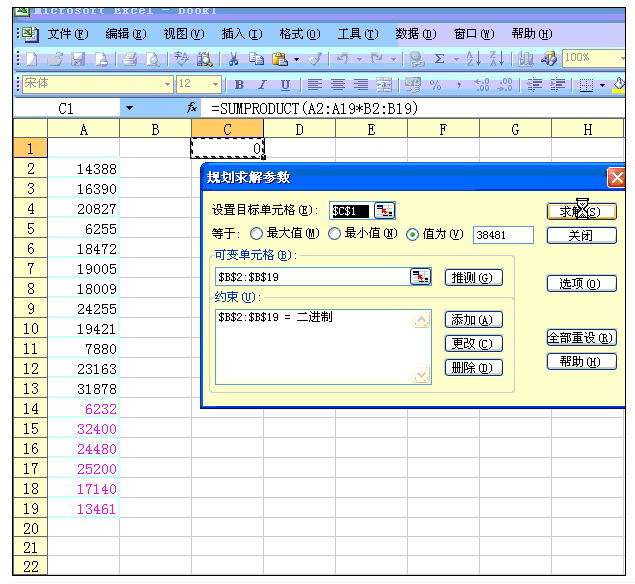 Microsoft Excel - Book1
文件(F) 编辑(E) 视图(V) 插入(I) 格式(O) 工具(T) 数据(D) 窗口(W) 帮助(H)
100%
宋体 12 B I U
C1 fx =SUMPRODUCT(A2:A19*B2:B19)
A B C D E F G H
1 0
2 14388
3 16390
4 20827
5 6255
6 18472
7 19005
8 18009
9 24255
10 19421
11 7880
12 23163
13 31878
14 6232
15 32400
16 24480
17 25200
18 17140
19 13461
20
21
22
规划求解参数
设置目标单元格(E): $C$1 求解(S)
等于: 最大值(M) 最小值(N) 值为(V) 38481 关闭
可变单元格(B):
$B$2:$B$19 推测(G) 选项(O)
约束(U):
$B$2:$B$19 = 二进制 添加(A)
更改(C) 全部重设(R)
删除(D) 帮助(H)